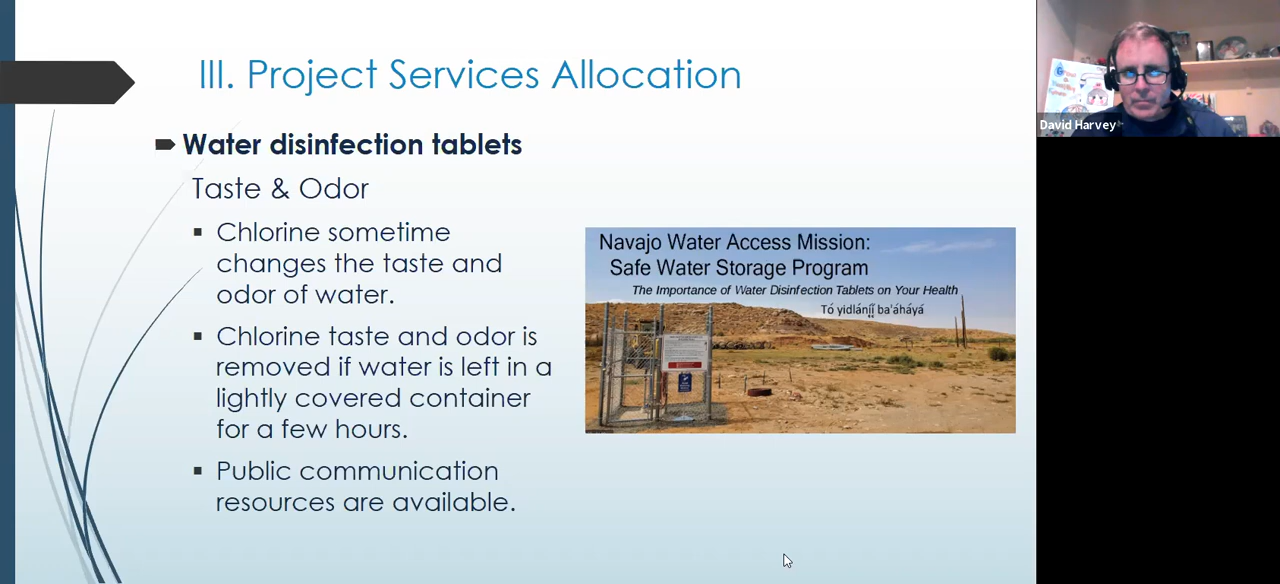 III. Project Services Allocation
Water disinfection tablets
Taste & Odor
Chlorine sometime
changes the taste and
odor of water.
Chlorine taste and odor is
removed if water is left in a
lightly covered container
for a few hours.
Public communication
resources are available.
Navajo Water Access Mission:
Safe Water Storage Program
The Importance of Water Disinfection Tablets on Your Health
Tó yidlánį́į́ ba'áháyá
David Harvey